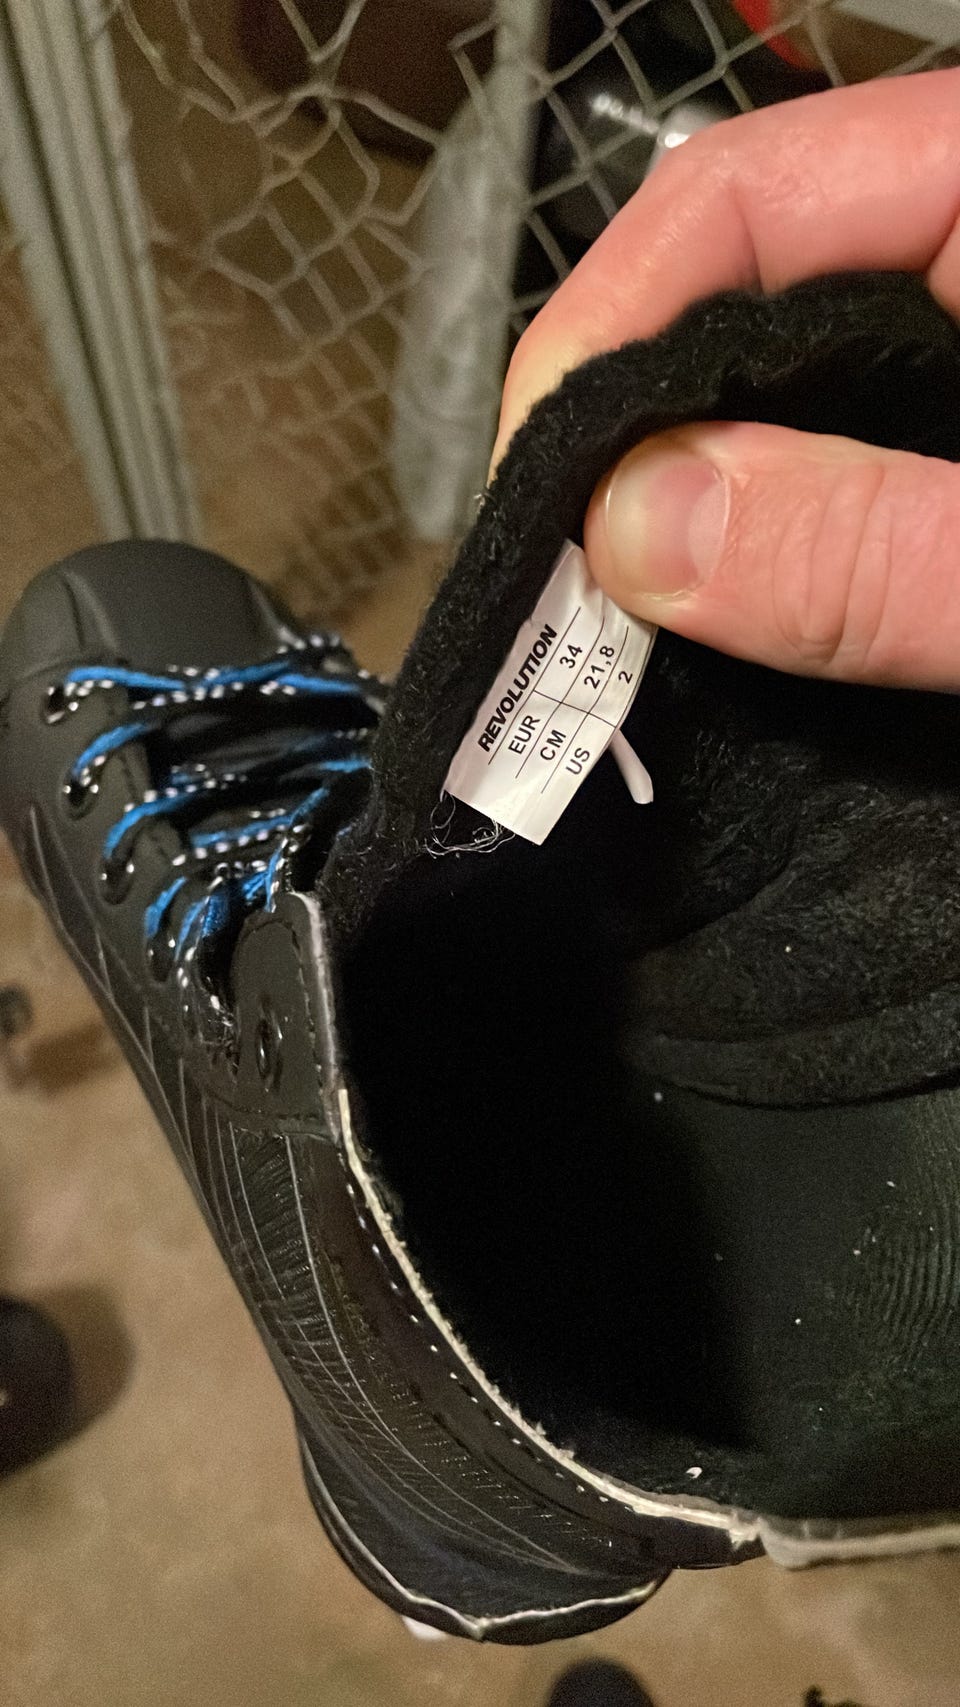 REVOLUTION
EUR 34
CM 21,8
US 2